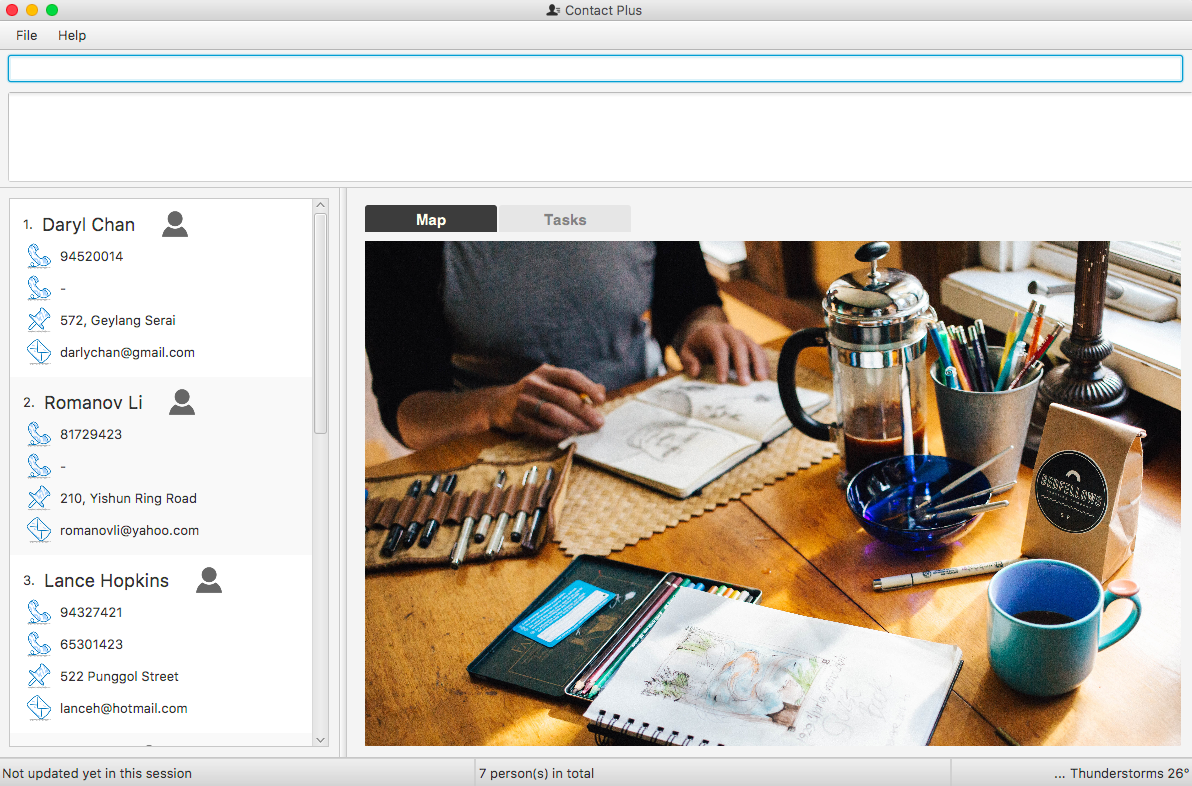 Contact Plus
File Help
1. Daryl Chan
94520014
-
572, Geylang Serai
darlychan@gmail.com
2. Romanov Li
81729423
-
210, Yishun Ring Road
romanovli@yahoo.com
3. Lance Hopkins
94327421
65301423
522 Punggol Street
lanceh@hotmail.com
Map Tasks
BEDFELLOWS
Not updated yet in this session 7 person(s) in total ... Thunderstorms 26°